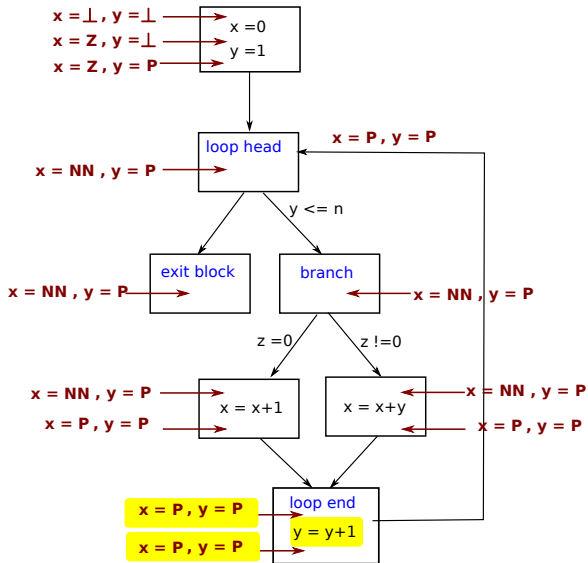 x = ⊥ , y = ⊥
x = 0
x = Z , y = ⊥
y = 1
x = Z , y = P
x = P , y = P
loop head
x = NN , y = P
y <= n
exit block
branch
x = NN , y = P
x = NN , y = P
z = 0
z != 0
x = NN , y = P
x = NN , y = P
x = x+1
x = x+y
x = P , y = P
x = P , y = P
loop end
x = P , y = P
y = y+1
x = P , y = P